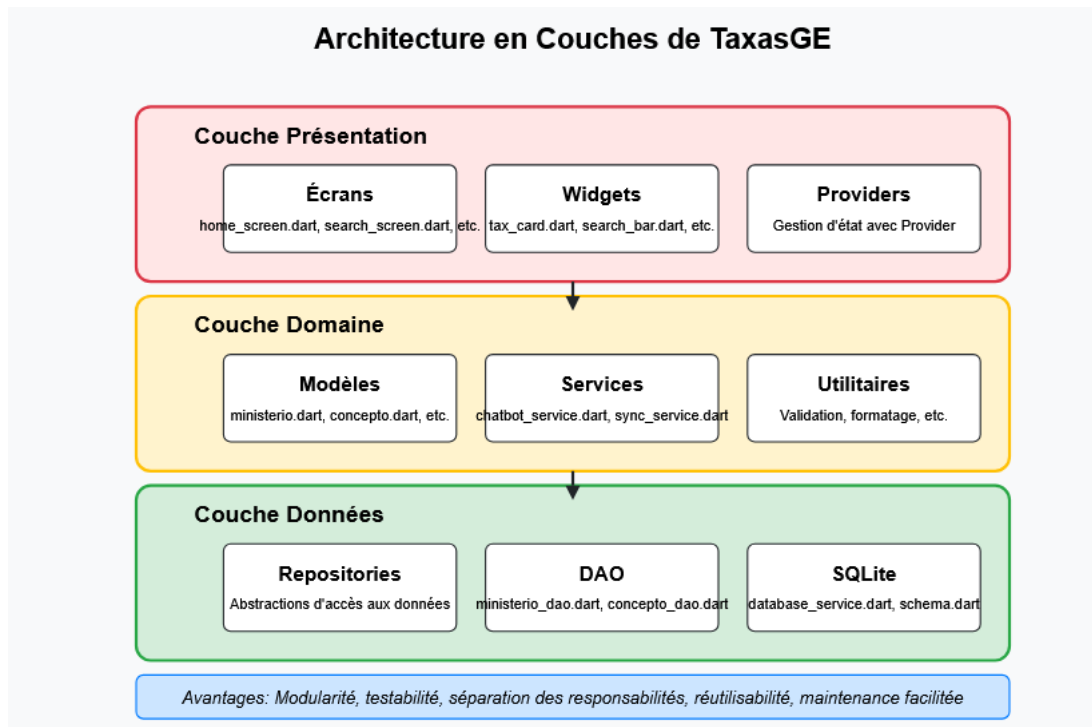 Architecture en Couches de TaxasGE
Couche Présentation
Écrans
home_screen.dart, search_screen.dart, etc.
Widgets
tax_card.dart, search_bar.dart, etc.
Providers
Gestion d'état avec Provider
Couche Domaine
Modèles
ministerio.dart, concepto.dart, etc.
Services
chatbot_service.dart, sync_service.dart
Utilitaires
Validation, formatage, etc.
Couche Données
Repositories
Abstractions d'accès aux données
DAO
ministerio_dao.dart, concepto_dao.dart
SQLite
database_service.dart, schema.dart
Avantages: Modularité, testabilité, séparation des responsabilités, réutilisabilité, maintenance facilitée